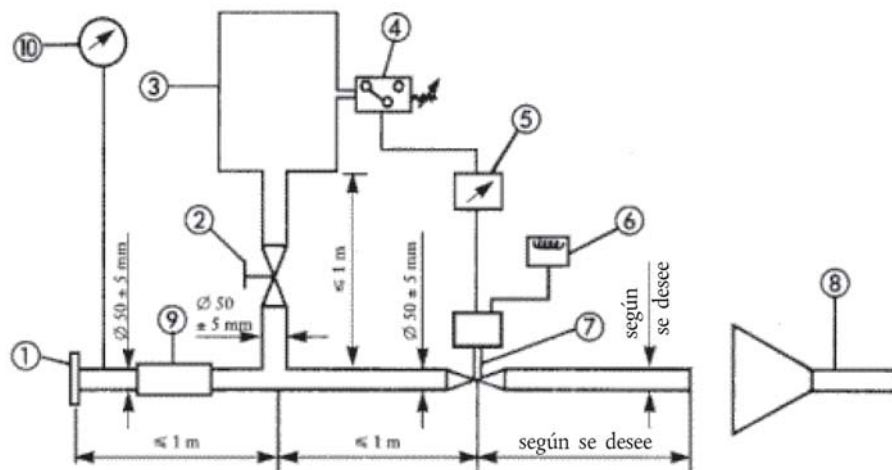 ⑩
④
③
⑤
②
⑥
≤ 1 m
Ø 50 ± 5 mm
Ø 50 ± 5 mm
Ø 50
± 5 mm
según
se desee
⑧
⑨
⑦
①
≤ 1 m
≤ 1 m
según se desee